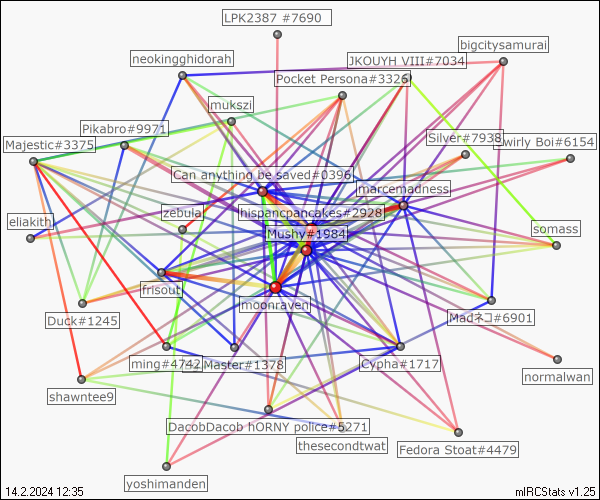 LPK2387 #7690
bigcitysamurai
neokingghidorah
JKOUYH VIII#7034
Pocket Persona#3326
mukszi
Pikabro#9971
Silver#7938
wirly Boi#6154
Majestic#3375
Can anything be saved#0396
marcemadness
zebula
hispancpancakes#2928
eliakith
Mushy#1984
somass
frisout
moonraven
Duck#1245
Madネコ#6901
ming#4742
Master#1378
Cypha#1717
normalwan
shawntee9
DacobDacob hORNY police#5271
thesecondtwat
Fedora Stoat#4479
yoshimanden
14.2.2024 12:35
mIRCStats v1.25